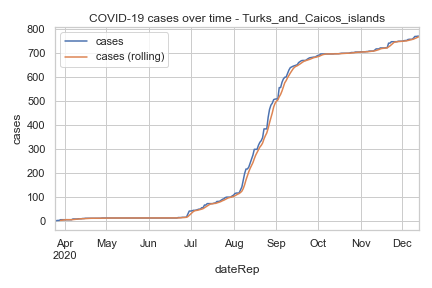 COVID-19 cases over time - Turks_and_Caicos_islands
cases
cases (rolling)
800
700
600
500
400
300
200
100
0
cases
Apr May Jun Jul Aug Sep Oct Nov Dec
2020
dateRep